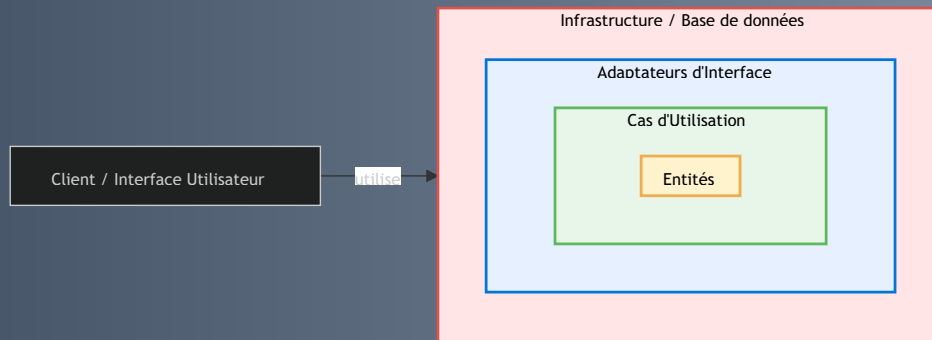 Infrastructure / Base de données
Adaptateurs d'Interface
Cas d'Utilisation
Client / Interface Utilisateur
utilise
Entités